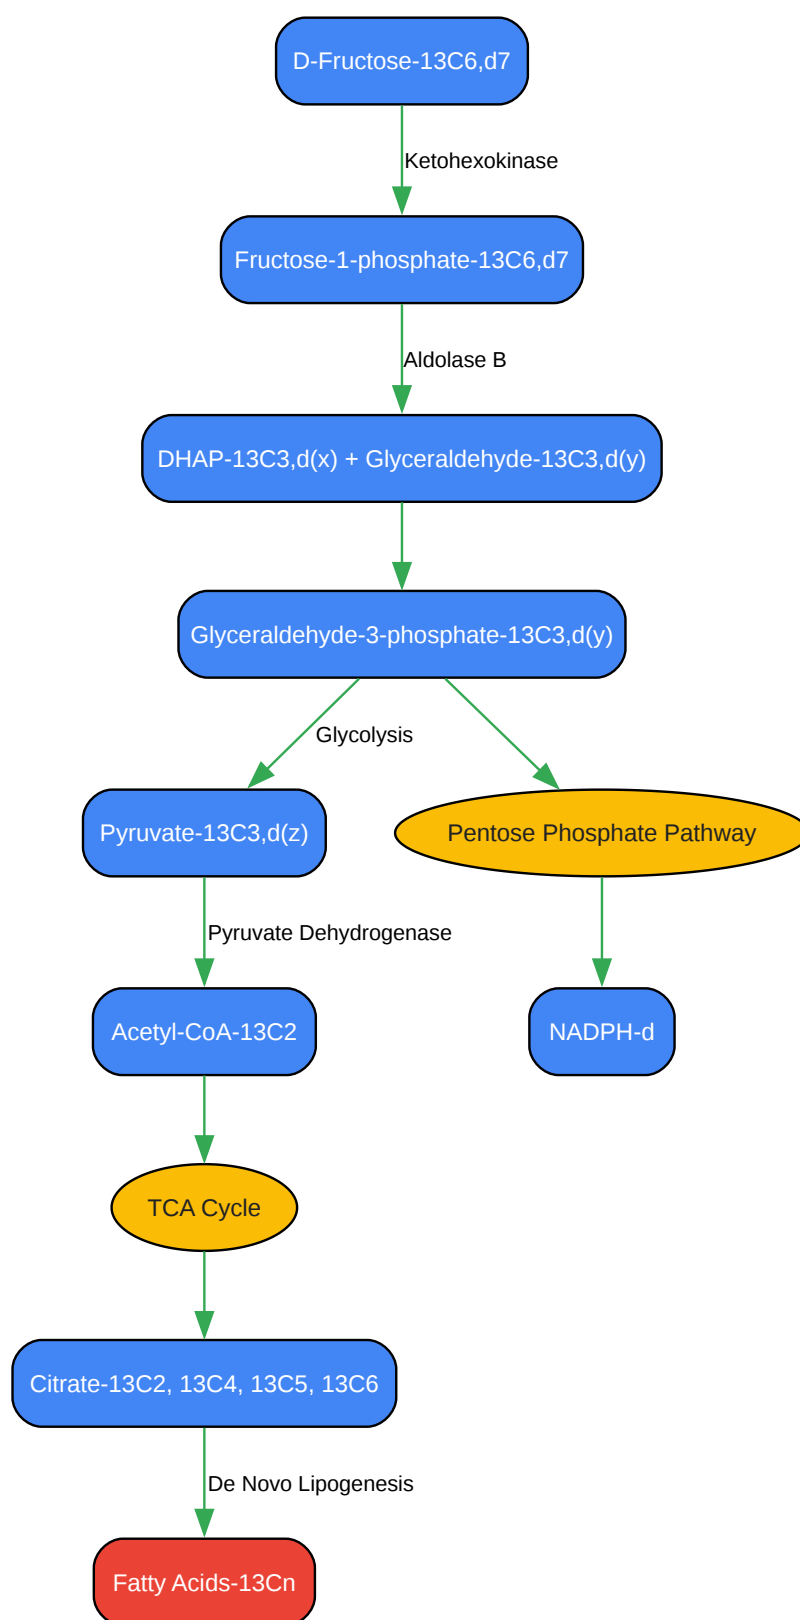 D-Fructose-13C6,d7
Ketohexokinase
Fructose-1-phosphate-13C6,d7
Aldolase B
DHAP-13C3,d(x) + Glyceraldehyde-13C3,d(y)
Glyceraldehyde-3-phosphate-13C3,d(y)
Glycolysis
Pyruvate-13C3,d(z)
Pentose Phosphate Pathway
Pyruvate Dehydrogenase
Acetyl-CoA-13C2
NADPH-d
TCA Cycle
Citrate-13C2, 13C4, 13C5, 13C6
De Novo Lipogenesis
Fatty Acids-13Cn